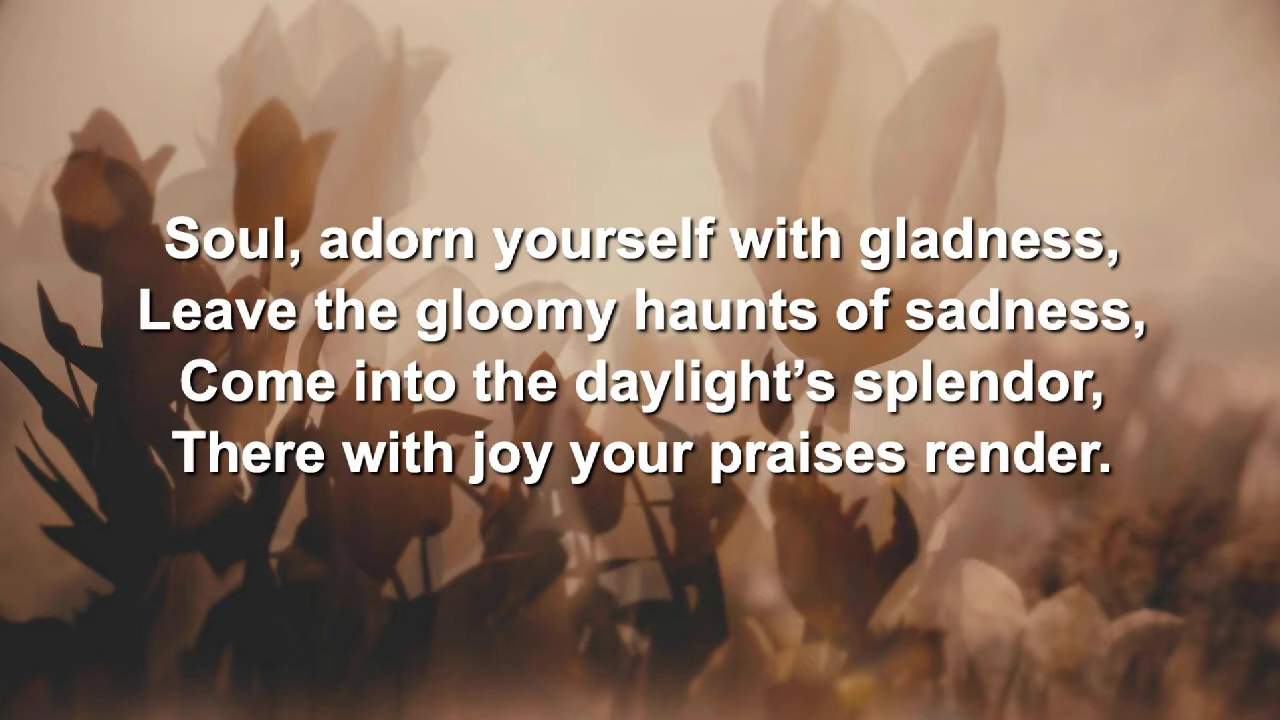 Soul, adorn yourself with gladness,
Leave the gloomy haunts of sadness,
Come into the daylight’s splendor,
There with joy your praises render.